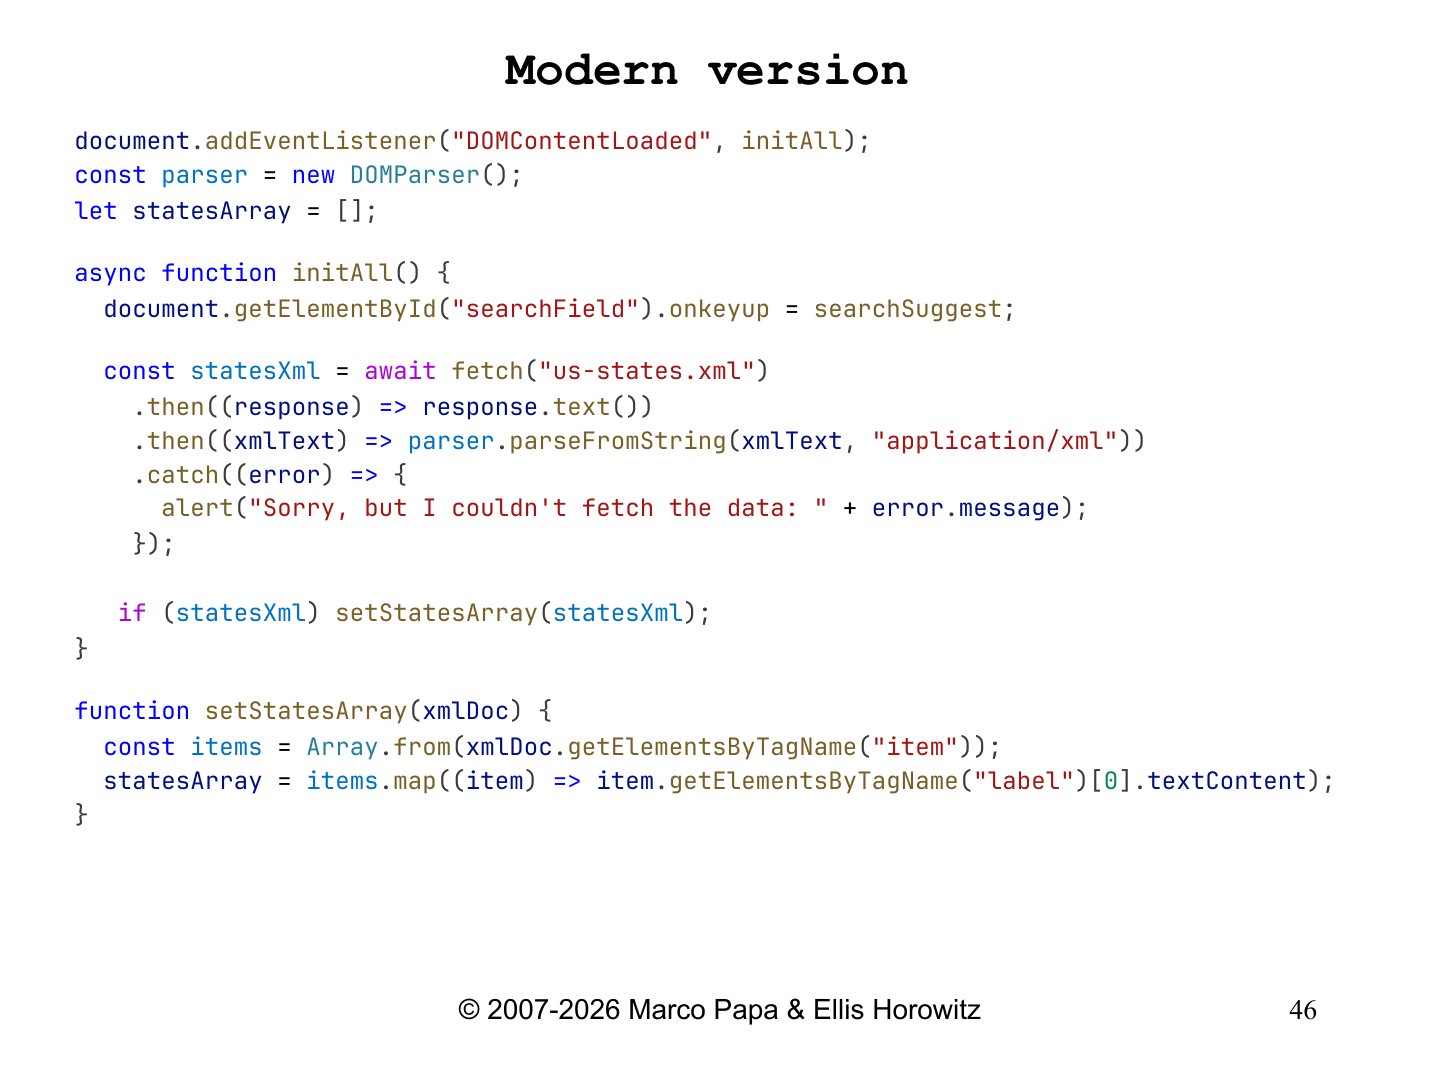 Modern version
document.addEventListener("DOMContentLoaded", initAll);
const parser = new DOMParser();
let statesArray = [];
async function initAll() {
  document.getElementById("searchField").onkeyup = searchSuggest;
  const statesXml = await fetch("us-states.xml")
    .then((response) => response.text())
    .then((xmlText) => parser.parseFromString(xmlText, "application/xml"))
    .catch((error) => {
      alert("Sorry, but I couldn't fetch the data: " + error.message);
    });
   if (statesXml) setStatesArray(statesXml);
}
function setStatesArray(xmlDoc) {
  const items = Array.from(xmlDoc.getElementsByTagName("item"));
  statesArray = items.map((item) => item.getElementsByTagName("label")[0].textContent);
}
© 2007-2026 Marco Papa & Ellis Horowitz
46